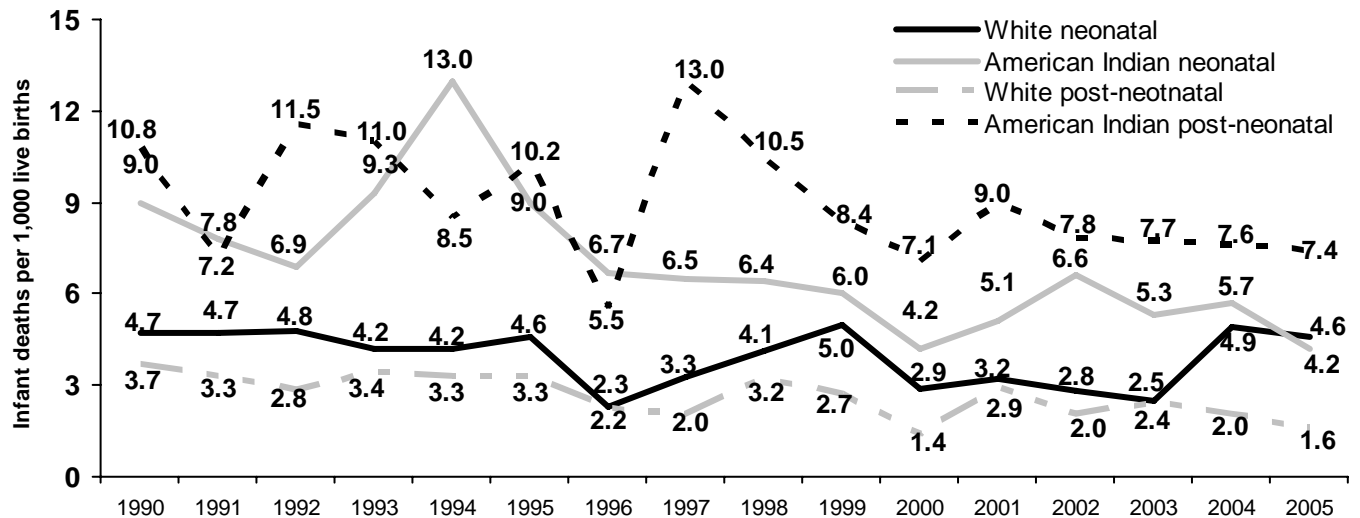 Infant deaths per 1,000 live births
15
12
9
6
3
0
White neonatal
American Indian neonatal
White post-neotnatal
American Indian post-neonatal
10.8 7.2 11.5 11.0 8.5 10.2 5.5 13.0 10.5 8.4 7.1 9.0 7.8 7.7 7.6 7.4
9.0 7.8 6.9 9.3 13.0 9.0 6.7 6.5 6.4 6.0 4.2 5.1 6.6 5.3 5.7 4.2
4.7 4.7 4.8 4.2 4.2 4.6 2.3 3.3 4.1 5.0 2.9 3.2 2.8 2.5 4.9 4.6
3.7 3.3 2.8 3.4 3.3 3.3 2.2 2.0 3.2 2.7 1.4 2.9 2.0 2.4 2.0 1.6
1990 1991 1992 1993 1994 1995 1996 1997 1998 1999 2000 2001 2002 2003 2004 2005